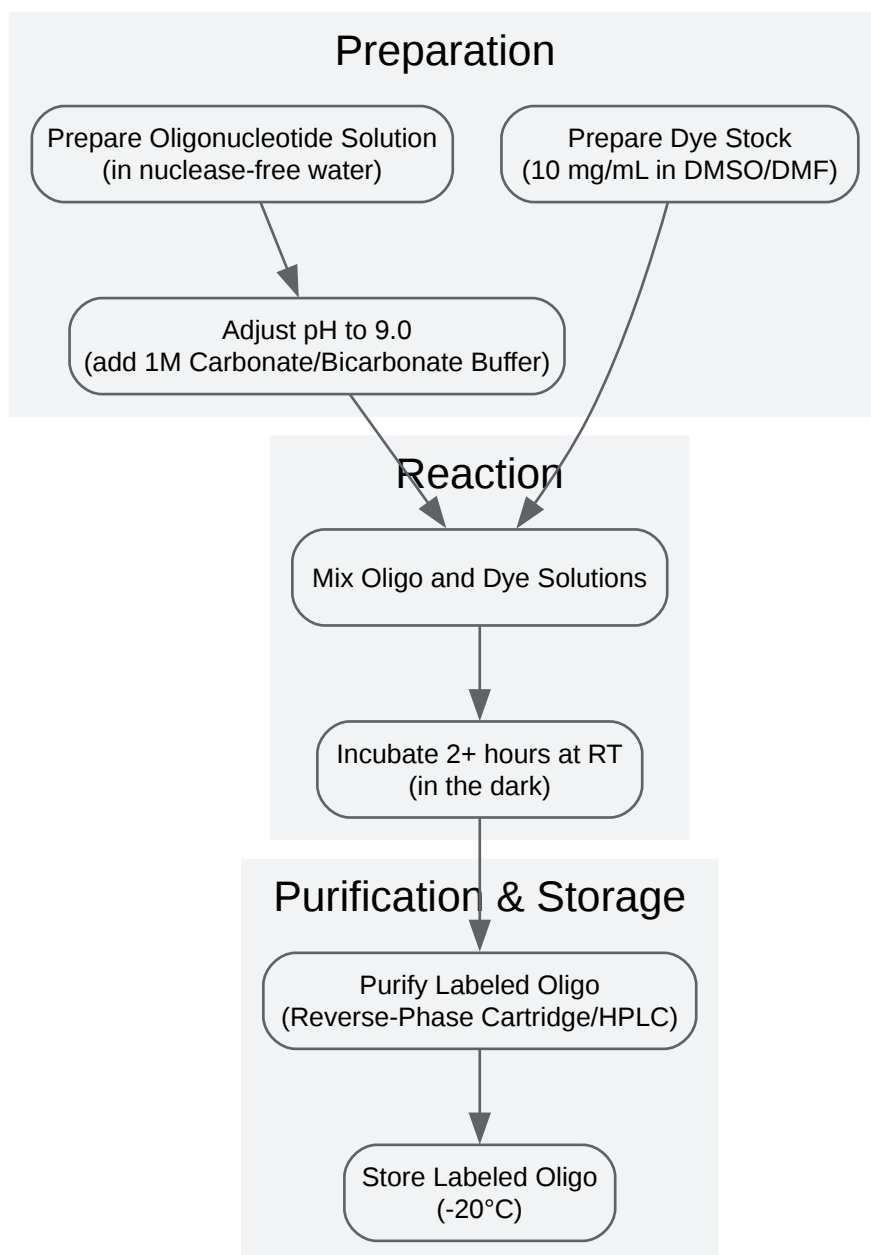 Preparation
Prepare Oligonucleotide Solution
(in nuclease-free water)
Prepare Dye Stock
(10 mg/mL in DMSO/DMF)
Adjust pH to 9.0
(add 1M Carbonate/Bicarbonate Buffer)
Reaction
Mix Oligo and Dye Solutions
Incubate 2+ hours at RT
(in the dark)
Purification & Storage
Purify Labeled Oligo
(Reverse-Phase Cartridge/HPLC)
Store Labeled Oligo
(-20°C)